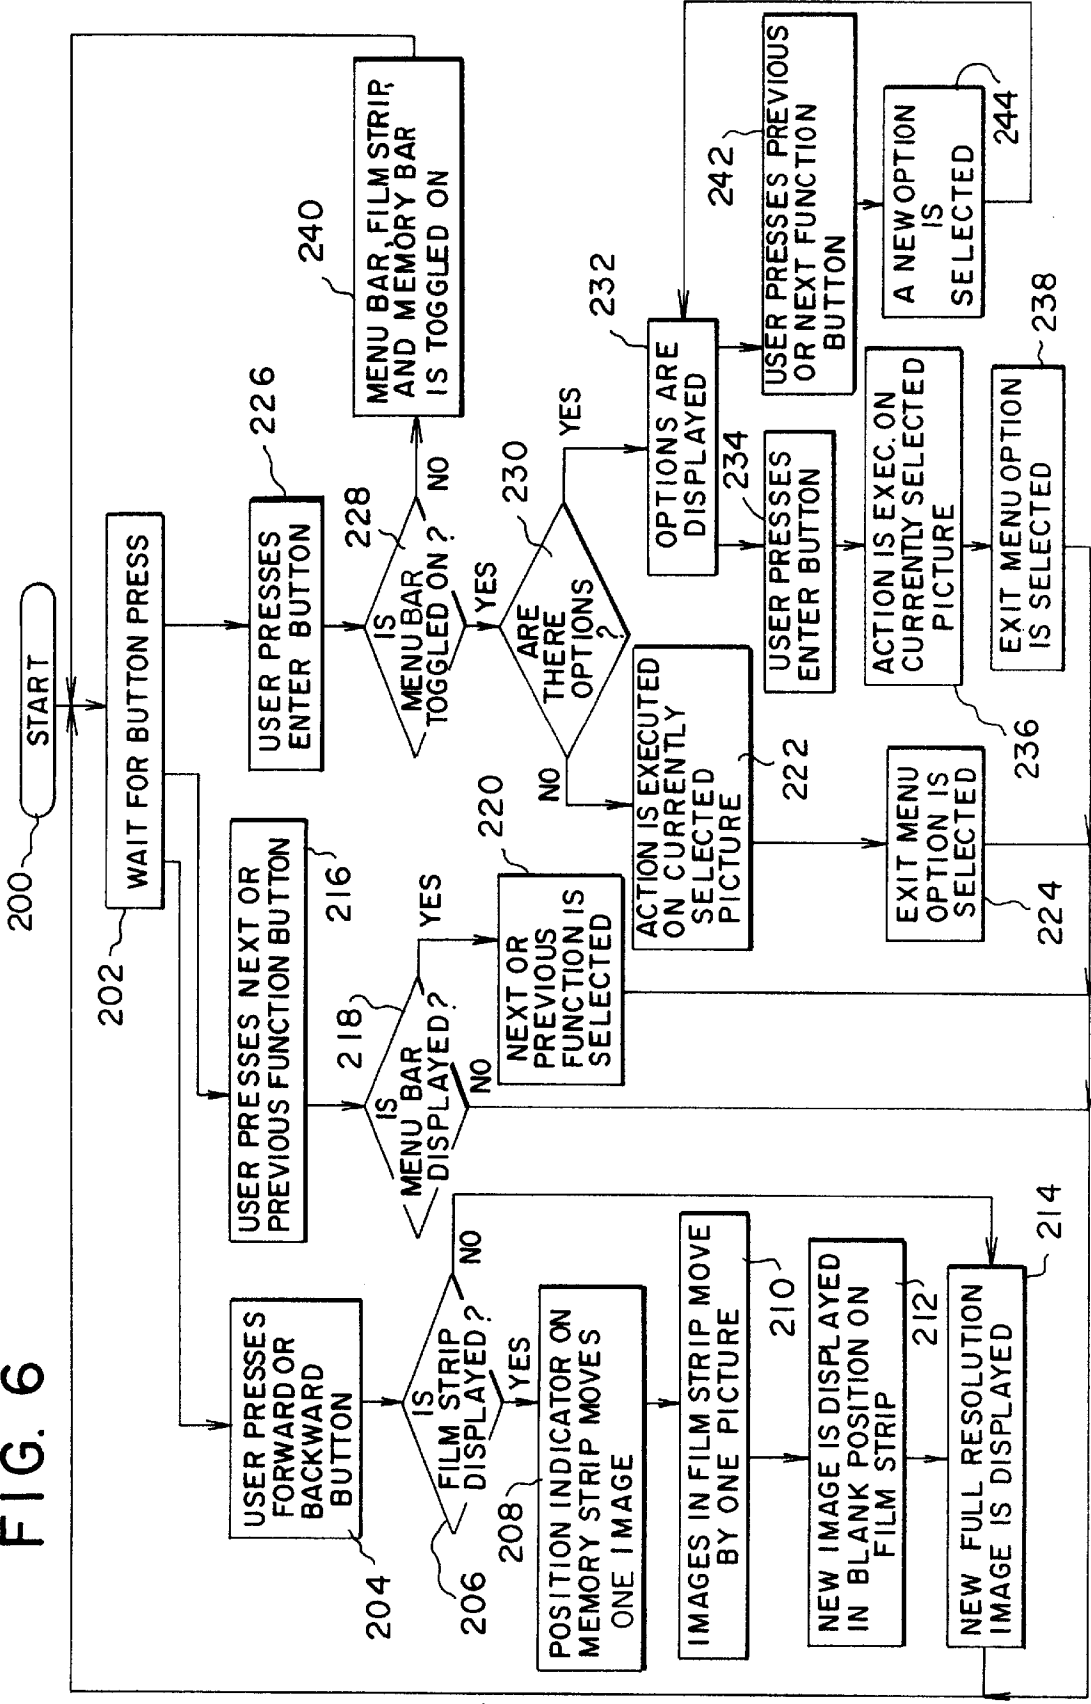 FIG. 6
200
START
202
WAIT FOR BUTTON PRESS
204
USER PRESSES
FORWARD OR
BACKWARD
BUTTON
206
IS
FILM STRIP
DISPLAYED?
NO
YES
208
POSITION INDICATOR ON
MEMORY STRIP MOVES
ONE IMAGE
IMAGES IN FILM STRIP MOVE
BY ONE PICTURE
210
NEW IMAGE IS DISPLAYED
IN BLANK POSITION ON
FILM STRIP
212
NEW FULL RESOLUTION
IMAGE IS DISPLAYED
214
USER PRESSES NEXT OR
PREVIOUS FUNCTION BUTTON
216
218
IS
MENU BAR
DISPLAYED?
YES
NO
220
NEXT OR
PREVIOUS
FUNCTION IS
SELECTED
226
USER PRESSES
ENTER BUTTON
228
IS
MENU BAR
TOGGLED ON?
NO
YES
240
MENU BAR, FILM STRIP,
AND MEMORY BAR
IS TOGGLED ON
230
ARE
THERE
OPTIONS
?
NO
YES
ACTION IS EXECUTED
ON CURRENTLY
SELECTED
PICTURE
222
EXIT MENU
OPTION IS
SELECTED
224
232
OPTIONS ARE
DISPLAYED
234
USER PRESSES
ENTER BUTTON
ACTION IS EXEC. ON
CURRENTLY SELECTED
PICTURE
236
EXIT MENU OPTION
IS SELECTED
238
242
USER PRESSES PREVIOUS
OR NEXT FUNCTION
BUTTON
A NEW OPTION
IS
SELECTED
244